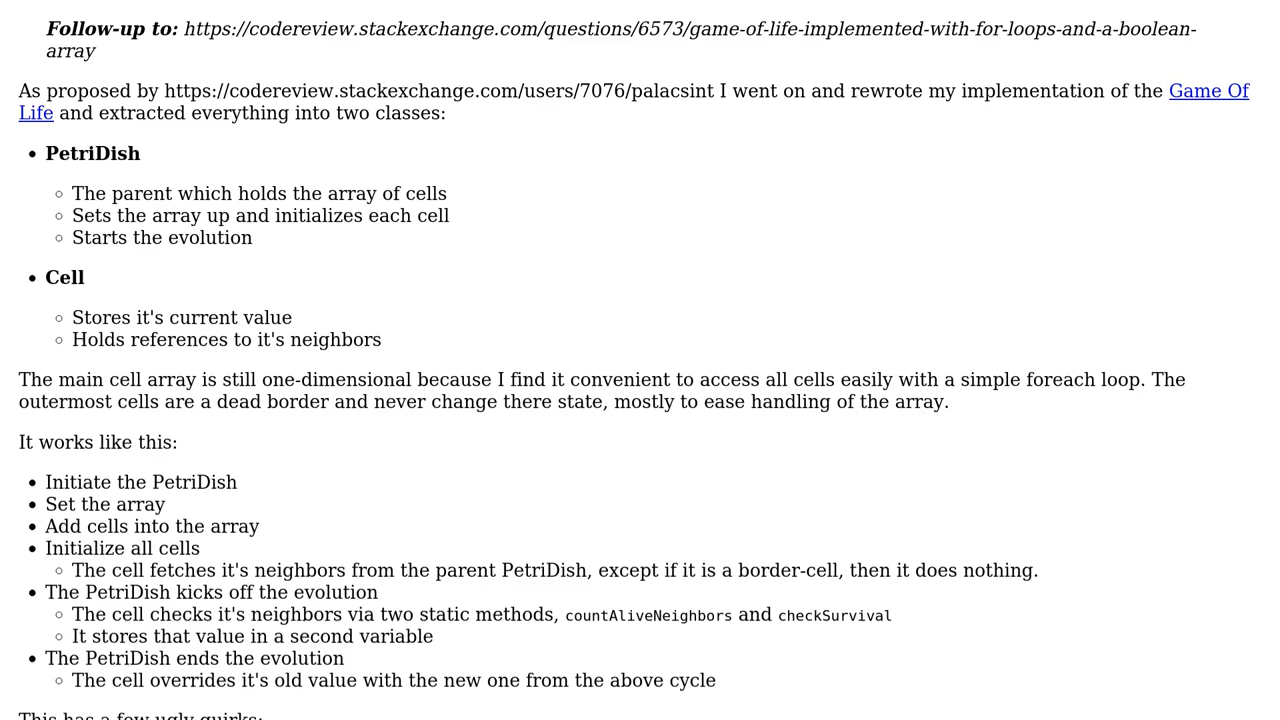 Follow-up to: https://codereview.stackexchange.com/questions/6573/game-of-life-implemented-with-for-loops-and-a-boolean-
array
As proposed by https://codereview.stackexchange.com/users/7076/palacsint I went on and rewrote my implementation of the Game Of
Life and extracted everything into two classes:
PetriDish
The parent which holds the array of cells
Sets the array up and initializes each cell
Starts the evolution
Cell
Stores it's current value
Holds references to it's neighbors
The main cell array is still one-dimensional because I find it convenient to access all cells easily with a simple foreach loop. The
outermost cells are a dead border and never change there state, mostly to ease handling of the array.
It works like this:
Initiate the PetriDish
Set the array
Add cells into the array
Initialize all cells
The cell fetches it's neighbors from the parent PetriDish, except if it is a border-cell, then it does nothing.
The PetriDish kicks off the evolution
The cell checks it's neighbors via two static methods, countAliveNeighbors and checkSurvival
It stores that value in a second variable
The PetriDish ends the evolution
The cell overrides it's old value with the new one from the above cycle
This has a few ugly quirks: